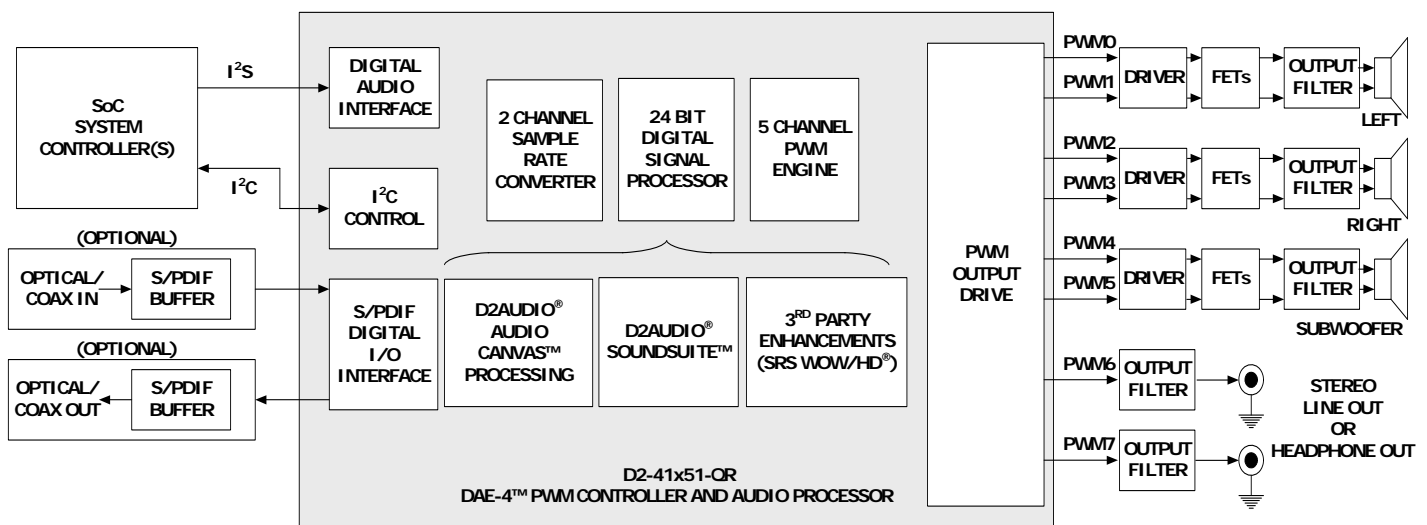 SoC
SYSTEM
CONTROLLER(S)
I²S
I²C
DIGITAL
AUDIO
INTERFACE
I²C
CONTROL
2 CHANNEL
SAMPLE
RATE
CONVERTER
24 BIT
DIGITAL
SIGNAL
PROCESSOR
5 CHANNEL
PWM
ENGINE
(OPTIONAL)
OPTICAL/
COAX IN
S/PDIF
BUFFER
(OPTIONAL)
OPTICAL/
COAX OUT
S/PDIF
BUFFER
S/PDIF
DIGITAL
I/O
INTERFACE
D2AUDIO®
AUDIO
CANVAS™
PROCESSING
D2AUDIO®
SOUNDSUITE™
3RD PARTY
ENHANCEMENTS
(SRS WOW/HD®)
D2-41x51-QR
DAE-4™ PWM CONTROLLER AND AUDIO PROCESSOR
PWM
OUTPUT
DRIVE
PWM0
PWM1
DRIVER
FETs
OUTPUT
FILTER
LEFT
PWM2
PWM3
DRIVER
FETs
OUTPUT
FILTER
RIGHT
PWM4
PWM5
DRIVER
FETs
OUTPUT
FILTER
SUBWOOFER
PWM6
OUTPUT
FILTER
PWM7
OUTPUT
FILTER
STEREO
LINE OUT
OR
HEADPHONE OUT